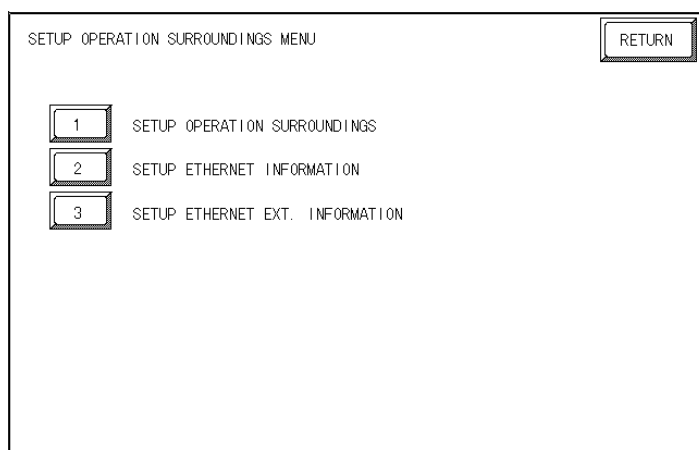 SETUP OPERATION SURROUNDINGS MENU
RETURN
1 SETUP OPERATION SURROUNDINGS
2 SETUP ETHERNET INFORMATION
3 SETUP ETHERNET EXT. INFORMATION